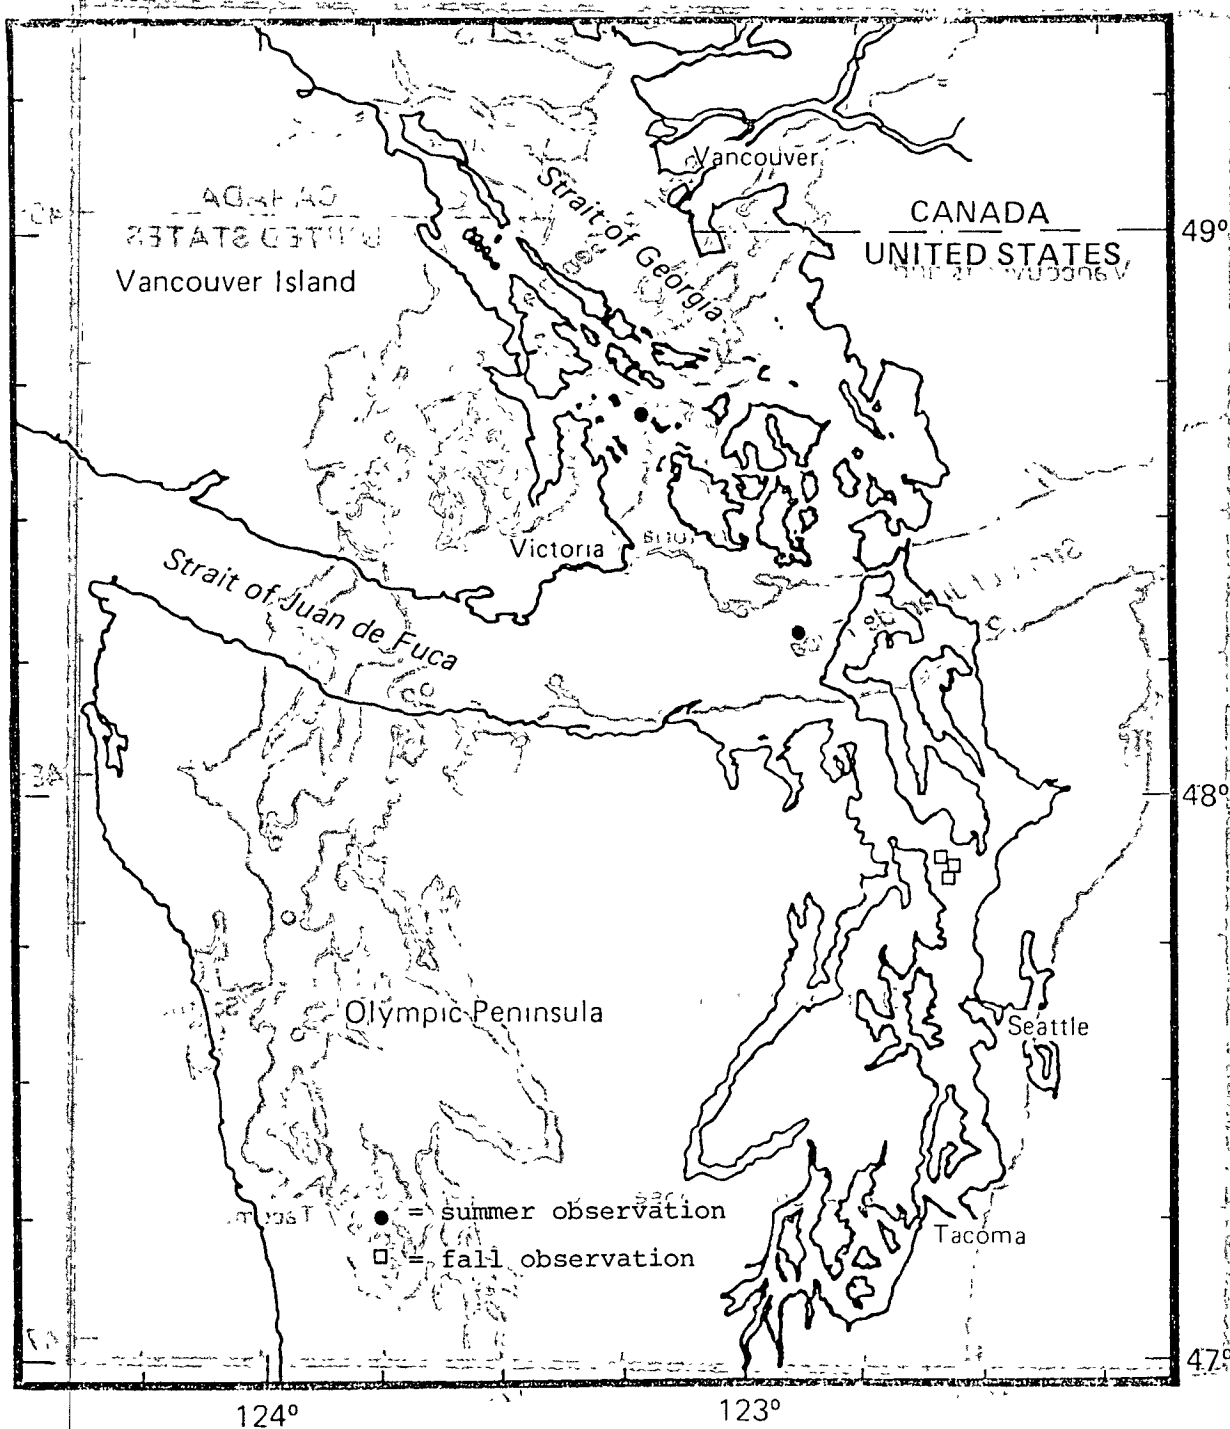 Vancouver
Strait of Georgia
CANADA
UNITED STATES
49°
Vancouver Island
Victoria
Strait of Juan de Fuca
48°
Olympic Peninsula
Seattle
= summer observation
= fall observation
Tacoma
47°
124°
123°